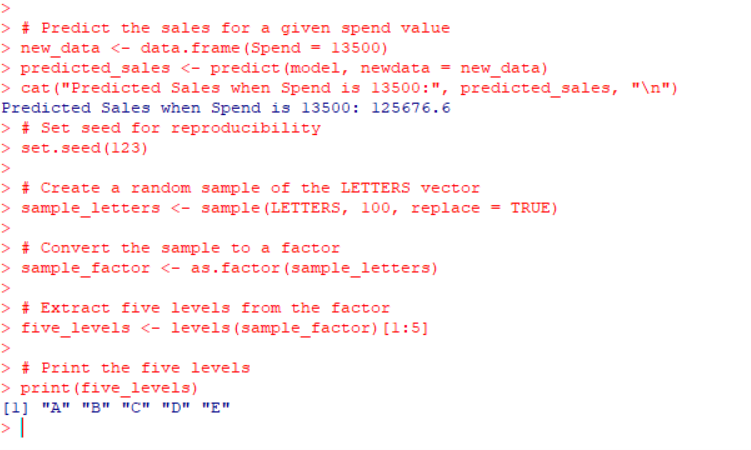 >
> # Predict the sales for a given spend value
> new_data <- data.frame(Spend = 13500)
> predicted_sales <- predict(model, newdata = new_data)
> cat("Predicted Sales when Spend is 13500:", predicted_sales, "\n")
Predicted Sales when Spend is 13500: 125676.6
> # Set seed for reproducibility
> set.seed(123)
>
> # Create a random sample of the LETTERS vector
> sample_letters <- sample(LETTERS, 100, replace = TRUE)
>
> # Convert the sample to a factor
> sample_factor <- as.factor(sample_letters)
>
> # Extract five levels from the factor
> five_levels <- levels(sample_factor)[1:5]
>
> # Print the five levels
> print(five_levels)
[1] "A" "B" "C" "D" "E"
>